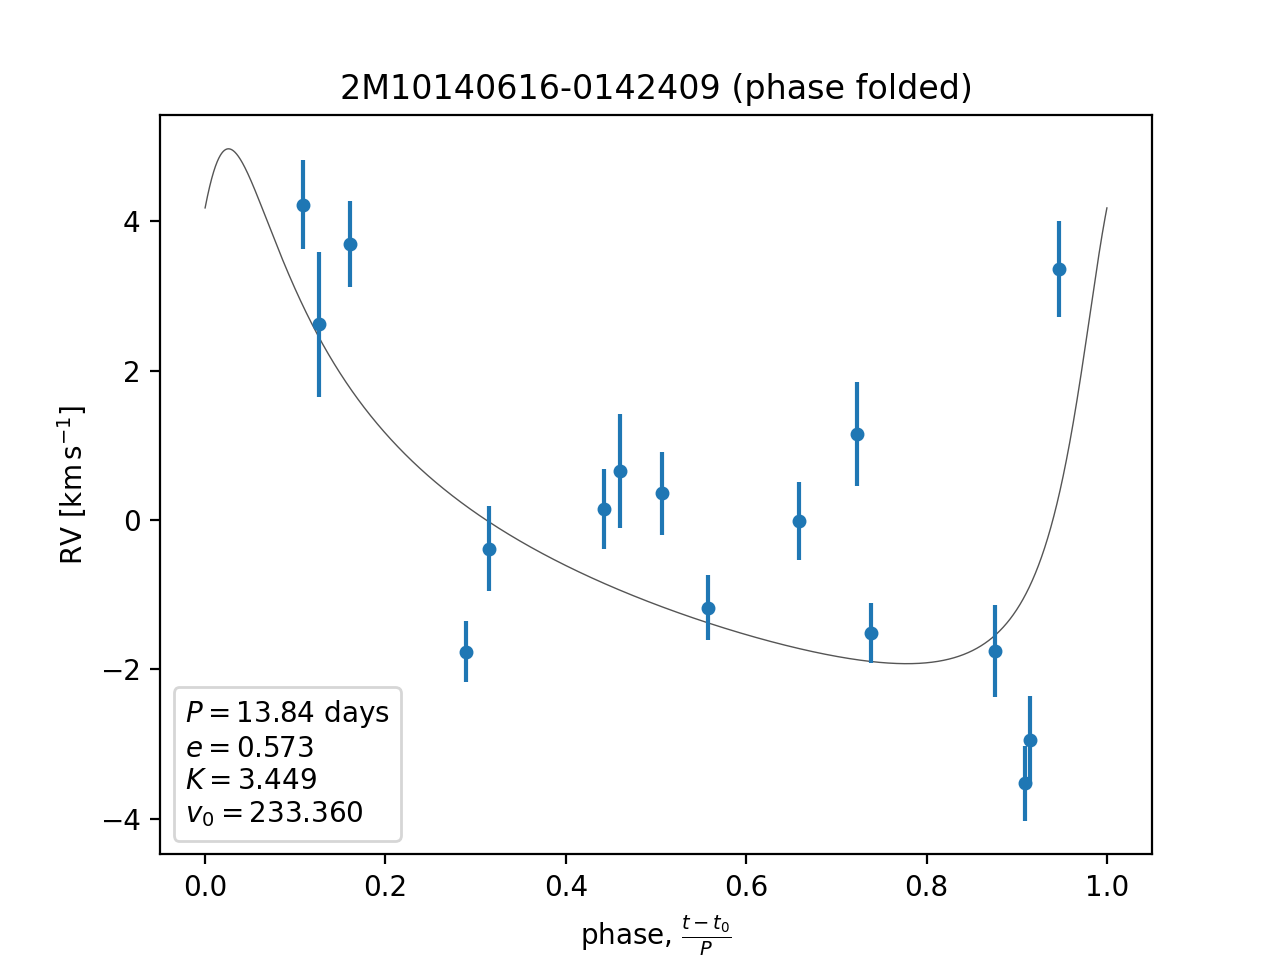 2M10140616-0142409 (phase folded)
RV [km s⁻¹]
4
2
0
−2
−4
P = 13.84 days
e = 0.573
K = 3.449
v₀ = 233.360
0.0 0.2 0.4 0.6 0.8 1.0
phase, (t − t₀)/P